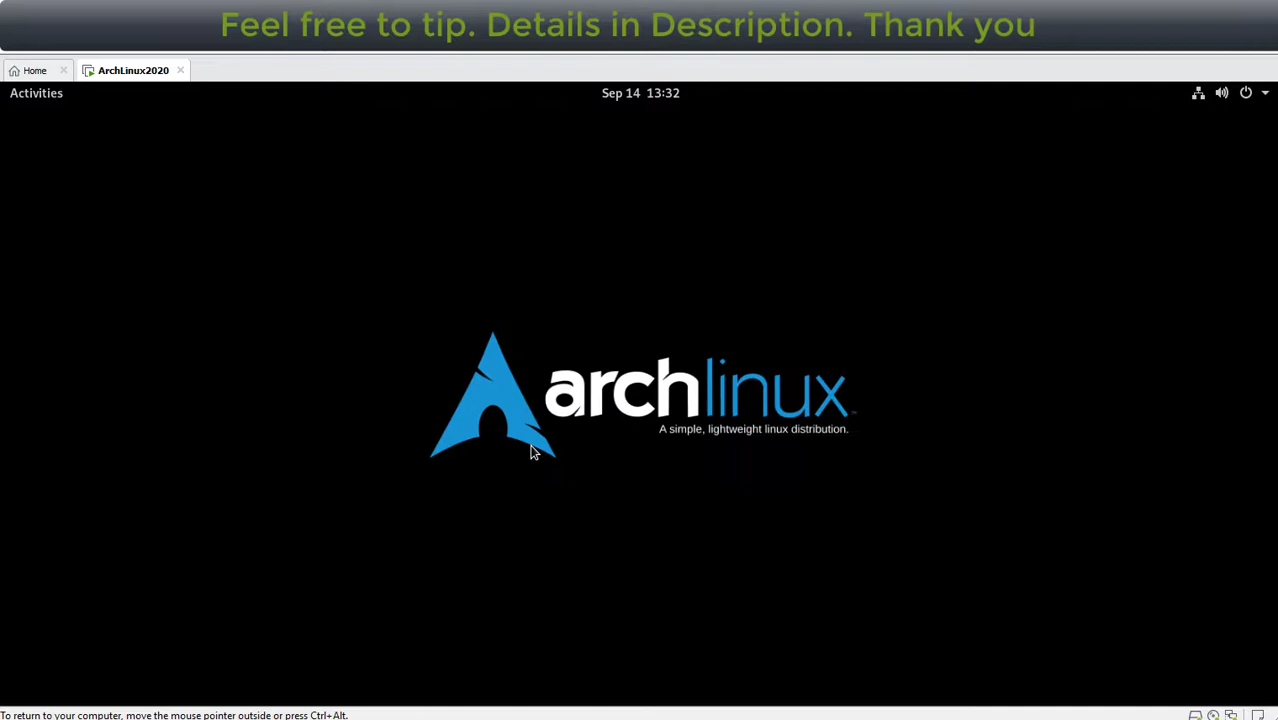 Feel free to tip. Details in Description. Thank you
Home
ArchLinux2020
Activities
Sep 14 13:32
archlinux
A simple, lightweight linux distribution.
To return to your computer, move the mouse pointer outside or press Ctrl+Alt.